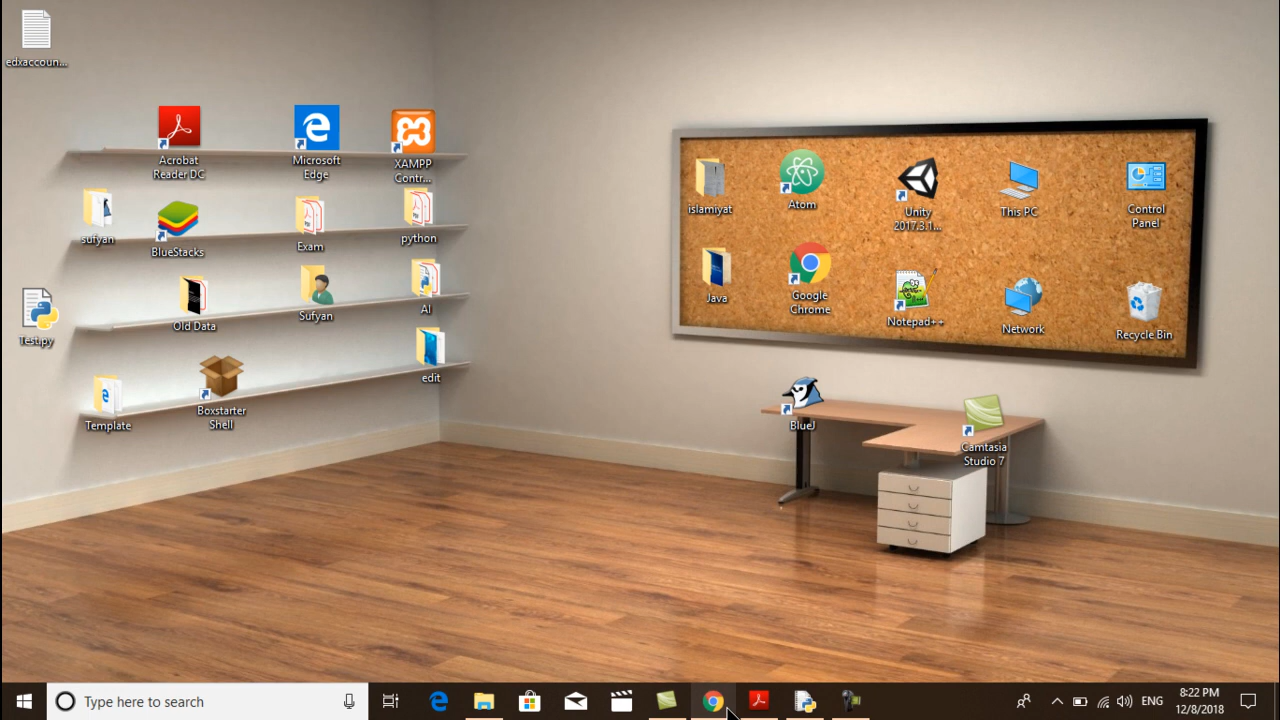 edxaccoun...
Acrobat
Reader DC
Microsoft
Edge
XAMPP
Contr...
sufyan
BlueStacks
Exam
python
Test.py
Old Data
Sufyan
AI
Template
Boxstarter
Shell
edit
islamiyat
Atom
Unity
2017.3.1...
This PC
Control
Panel
Java
Google
Chrome
Notepad++
Network
Recycle Bin
BlueJ
Camtasia
Studio 7
Type here to search
ENG
8:22 PM
12/8/2018